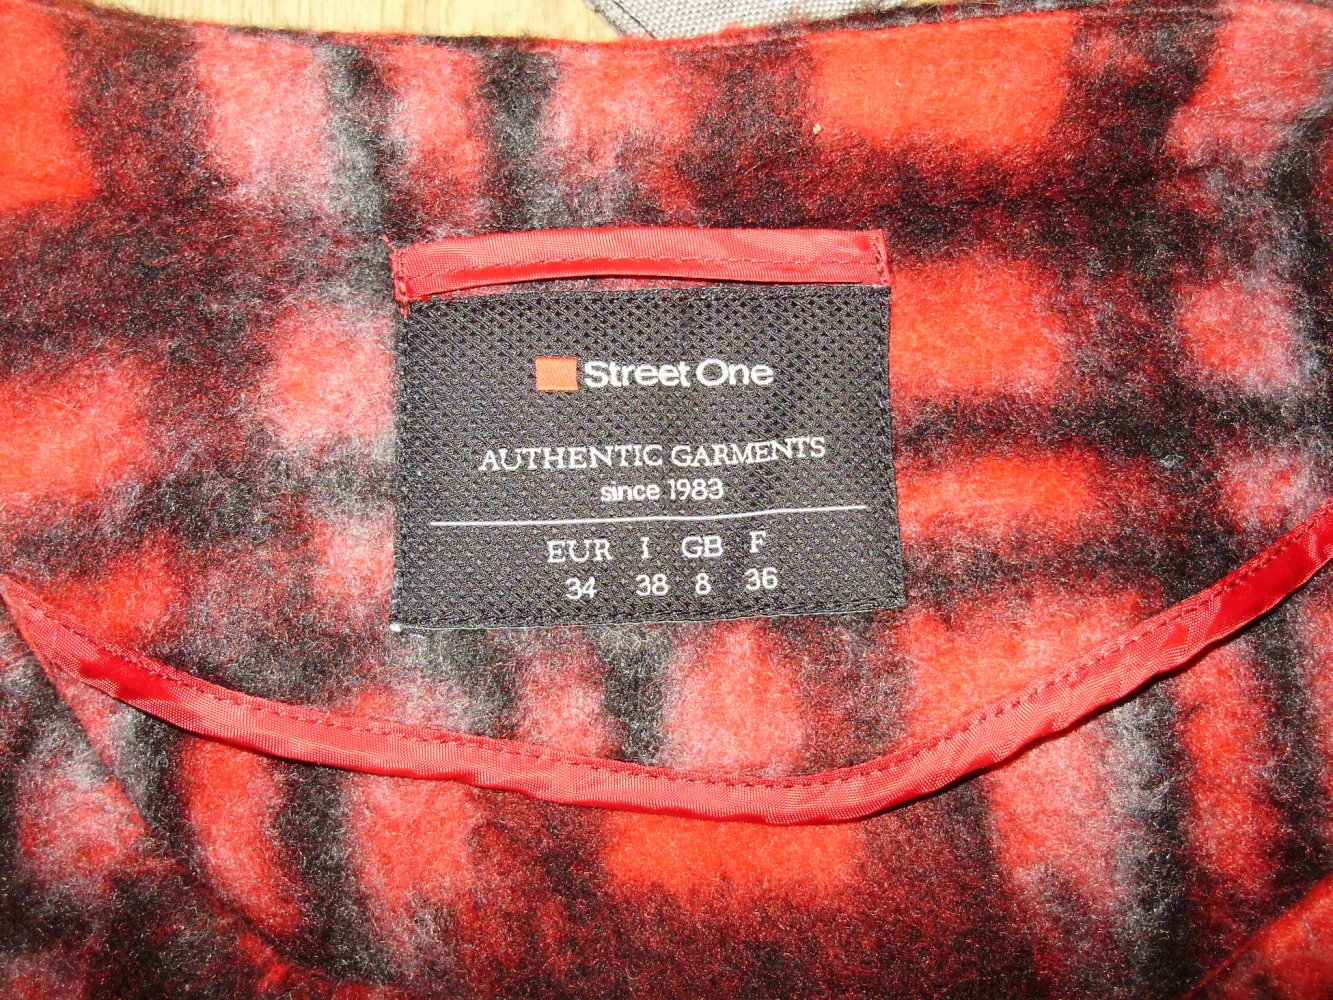 Street One
AUTHENTIC GARMENTS
since 1983
EUR I GB F
34 38 8 36